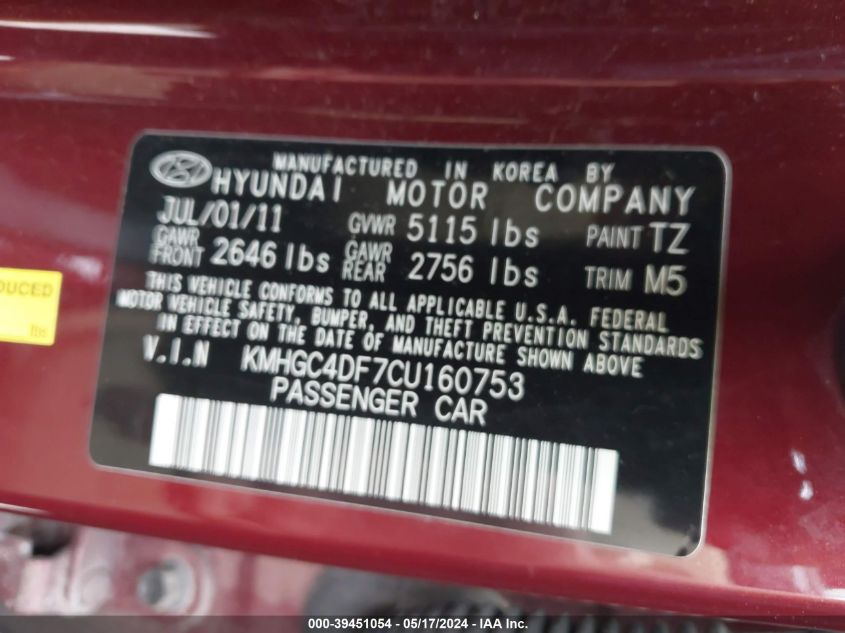 MANUFACTURED IN KOREA BY
HYUNDAI MOTOR COMPANY
JUL/01/11 GVWR 5115 lbs PAINT TZ
GAWR FRONT 2646 lbs GAWR REAR 2756 lbs TRIM M5
THIS VEHICLE CONFORMS TO ALL APPLICABLE U.S.A. FEDERAL
MOTOR VEHICLE SAFETY, BUMPER, AND THEFT PREVENTION STANDARDS
IN EFFECT ON THE DATE OF MANUFACTURE SHOWN ABOVE
V.I.N KMHGC4DF7CU160753
PASSENGER CAR
DUCED
lbs
000-39451054 / 05/17/2024 - IAAI.COM